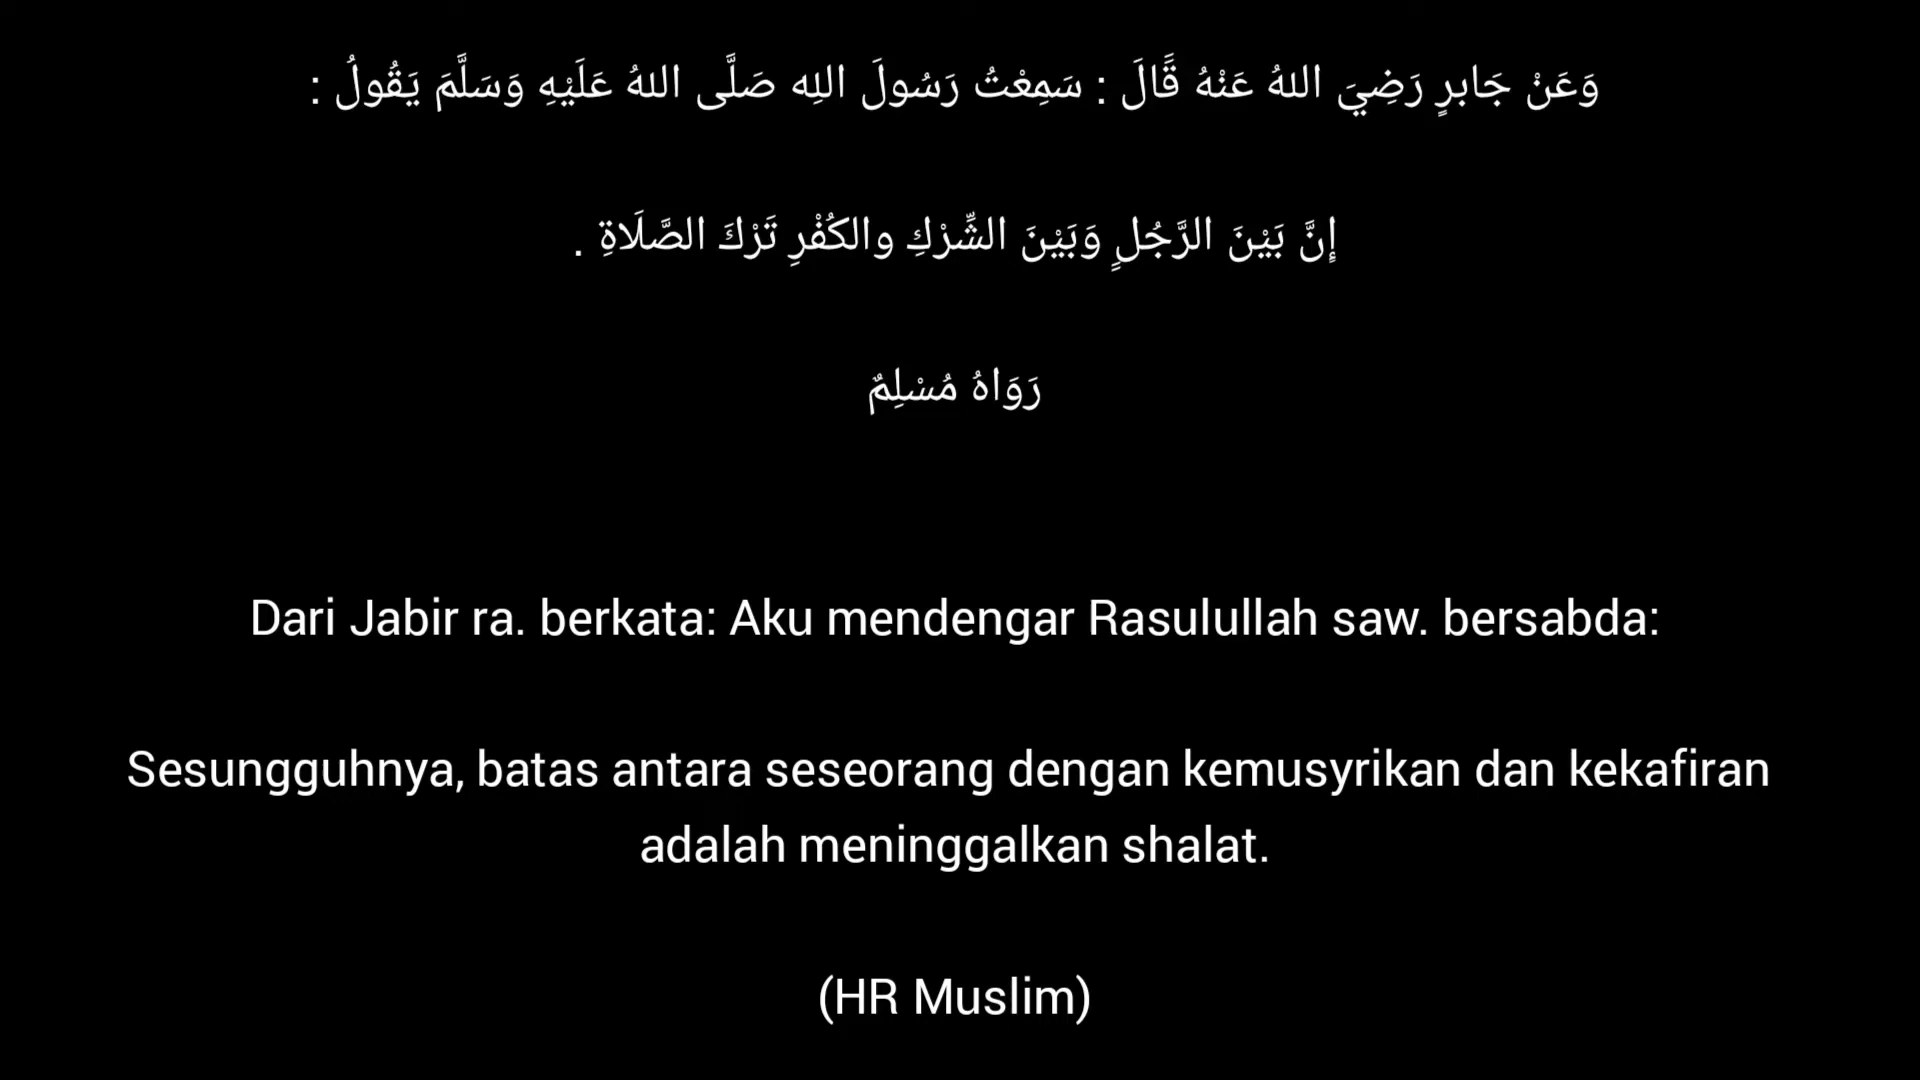 وَعَنْ جَابرٍ رَضِيَ اللهُ عَنْهُ قََالَ : سَمِعْتُ رَسُولَ اللِه صَلَّى اللهُ عَلَيْهِ وَسَلَّمَ يَقُولُ :
إِنَّ بَيْنَ الرَّجُلٍِ وَبَيْنَ الشِّرْكِ والكُفْرِ تَرْكَ الصَّلَاةِ .
رَوَاهُ مُسْلِمٌ
Dari Jabir ra. berkata: Aku mendengar Rasulullah saw. bersabda:
Sesungguhnya, batas antara seseorang dengan kemusyrikan dan kekafiran
adalah meninggalkan shalat.
(HR Muslim)